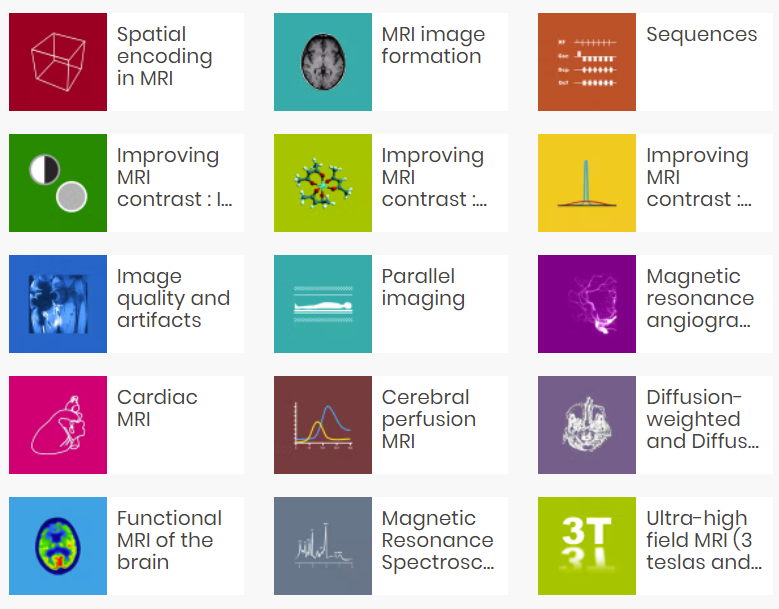 Spatial
encoding
in MRI
MRI image
formation
Sequences
Improving
MRI
contrast : I...
Improving
MRI
contrast :...
Improving
MRI
contrast :...
Image
quality and
artifacts
Parallel
imaging
Magnetic
resonance
angiogra...
Cardiac
MRI
Cerebral
perfusion
MRI
Diffusion-
weighted
and Diffus...
Functional
MRI of the
brain
Magnetic
Resonance
Spectrosc...
3T
Ultra-high
field MRI (3
teslas and...